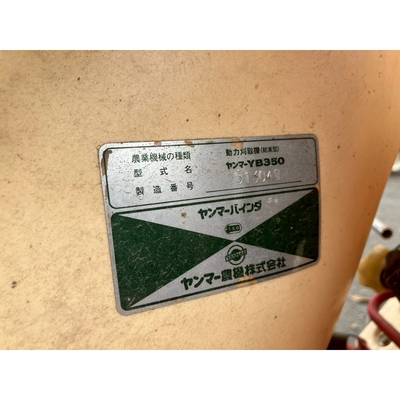 農業機械の種類 動力刈取機(結束型)
型式名 ヤンマーYB350
製造番号
ヤンマーバインダ
ヤンマー農機株式会社